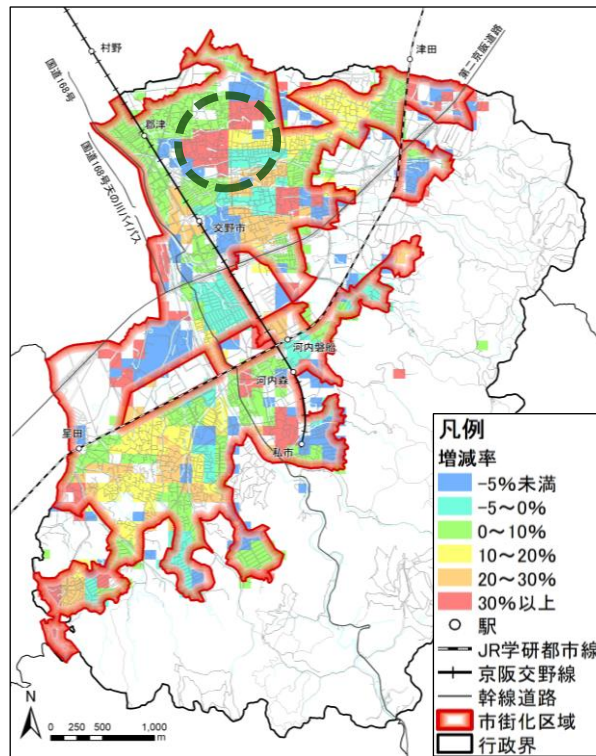 村野
津田
第二京阪道路
国道168号
郡津
国道168号天の川バイパス
交野市
河内磐船
河内森
星田
私市
凡例
増減率
-5%未満
-5~0%
0~10%
10~20%
20~30%
30%以上
駅
JR学研都市線
京阪交野線
幹線道路
市街化区域
行政界
N
0 250 500 1,000
m